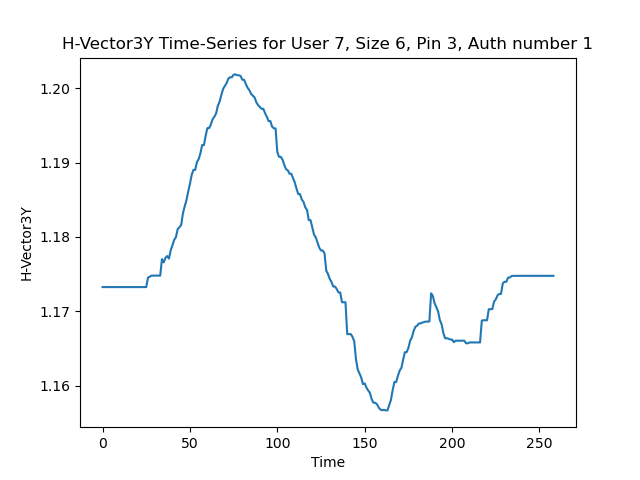 H-Vector3Y Time-Series for User 7, Size 6, Pin 3, Auth number 1
1.20
1.19
1.18
1.17
1.16
H-Vector3Y
0 50 100 150 200 250
Time